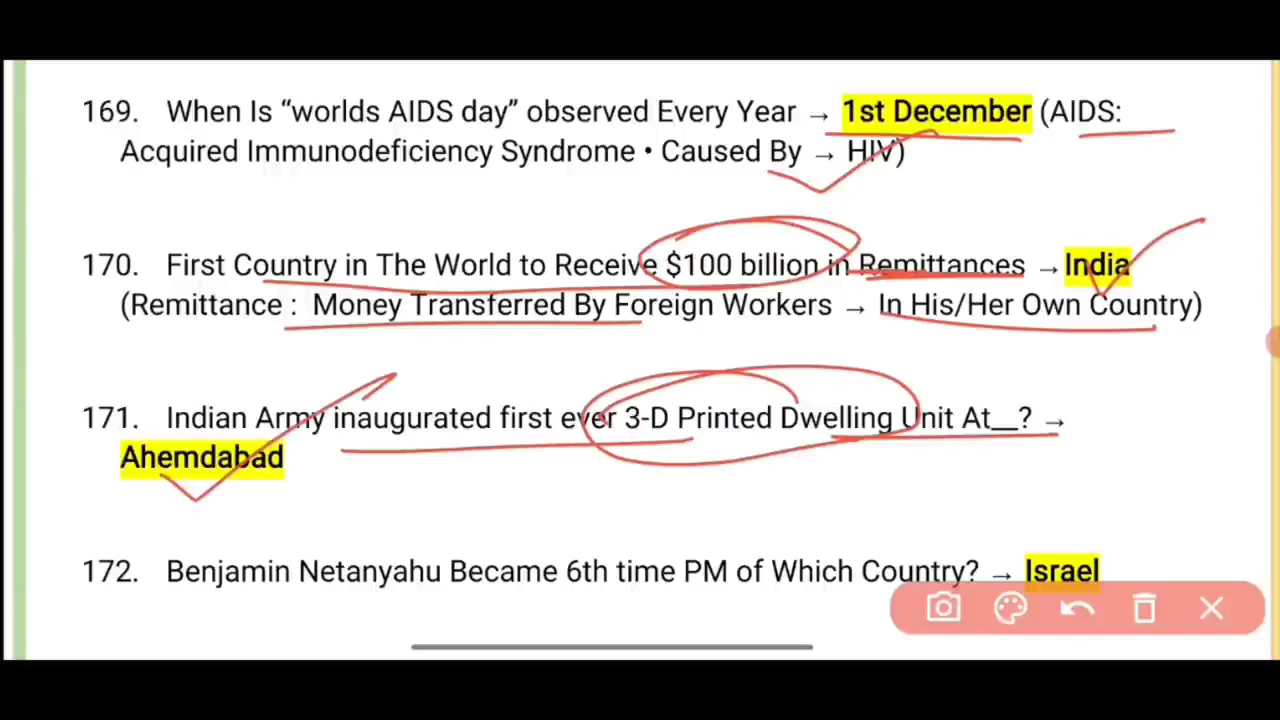 169. When Is “worlds AIDS day” observed Every Year → 1st December (AIDS:
Acquired Immunodeficiency Syndrome • Caused By → HIV)
170. First Country in The World to Receive $100 billion in Remittances → India
(Remittance : Money Transferred By Foreign Workers → In His/Her Own Country)
171. Indian Army inaugurated first ever 3-D Printed Dwelling Unit At__? →
Ahemdabad
172. Benjamin Netanyahu Became 6th time PM of Which Country? → Israel